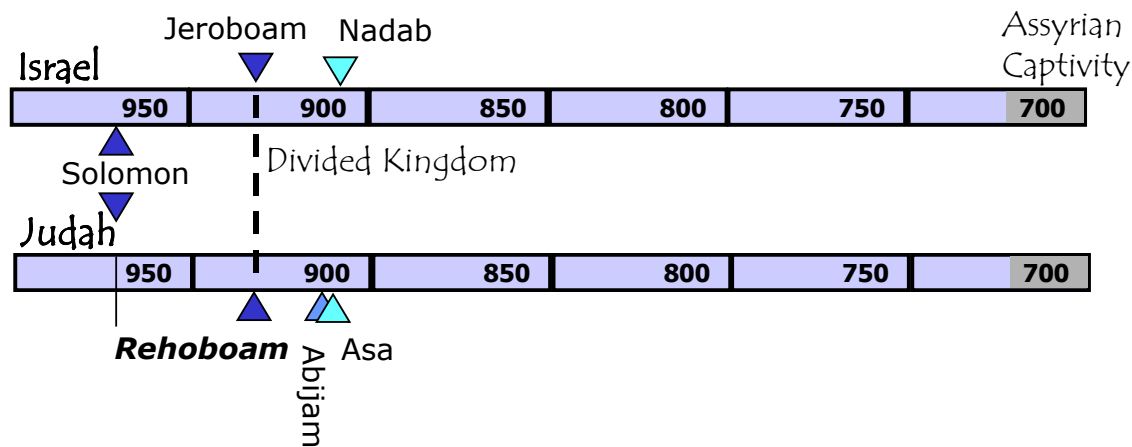 Jeroboam Nadab
Assyrian
Captivity
Israel
950 900 850 800 750 700
Solomon
Divided Kingdom
Judah
950 900 850 800 750 700
Rehoboam
Abijam
Asa